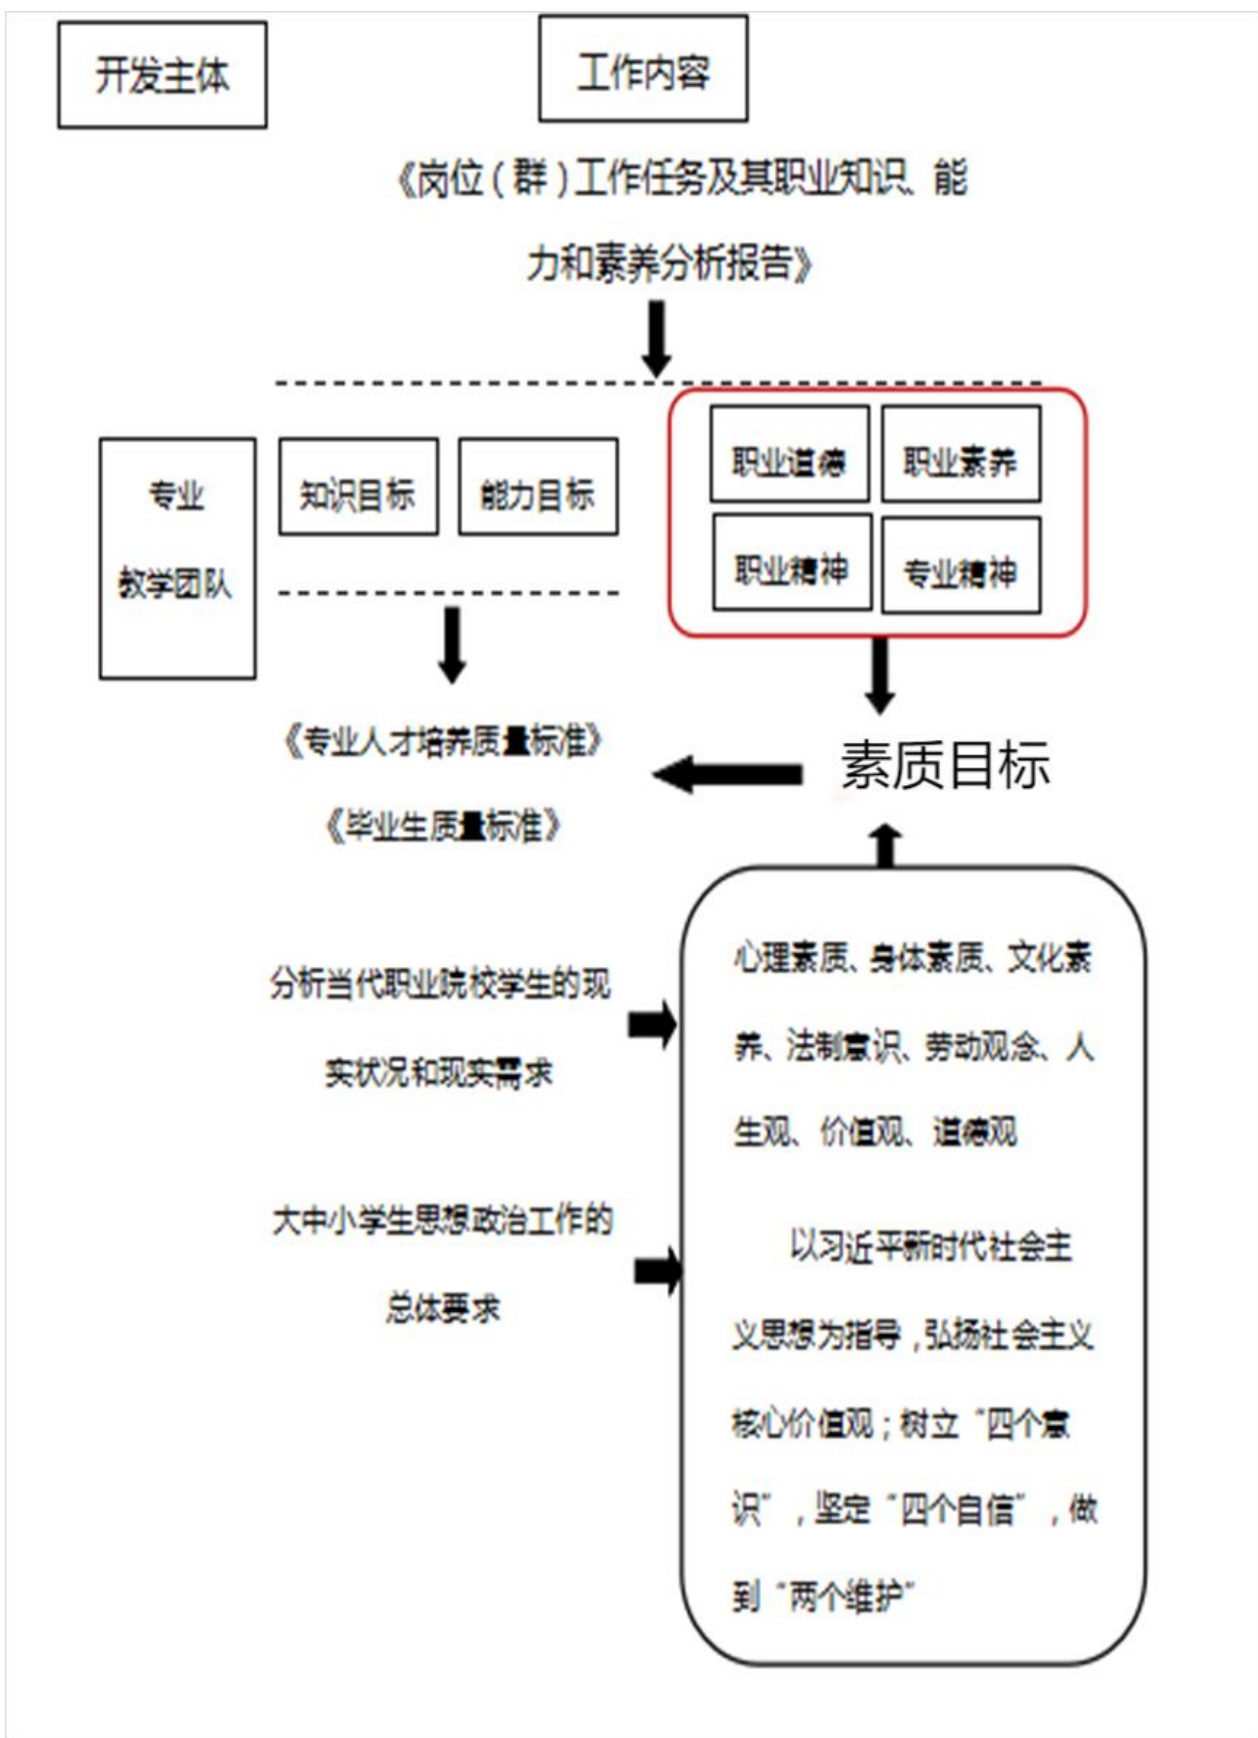 开发主体
工作内容
《岗位（群）工作任务及其职业知识、能
力和素养分析报告》
专业
教学团队
知识目标
能力目标
职业道德
职业素养
职业精神
专业精神
《专业人才培养质量标准》
《毕业生质量标准》
素质目标
分析当代职业院校学生的现
实状况和现实需求
大中小学生思想政治工作的
总体要求
心理素质、身体素质、文化素
养、法制意识、劳动观念、人
生观、价值观、道德观
以习近平新时代社会主
义思想为指导，弘扬社会主义
核心价值观；树立“四个意
识”，坚定“四个自信”，做
到“两个维护”